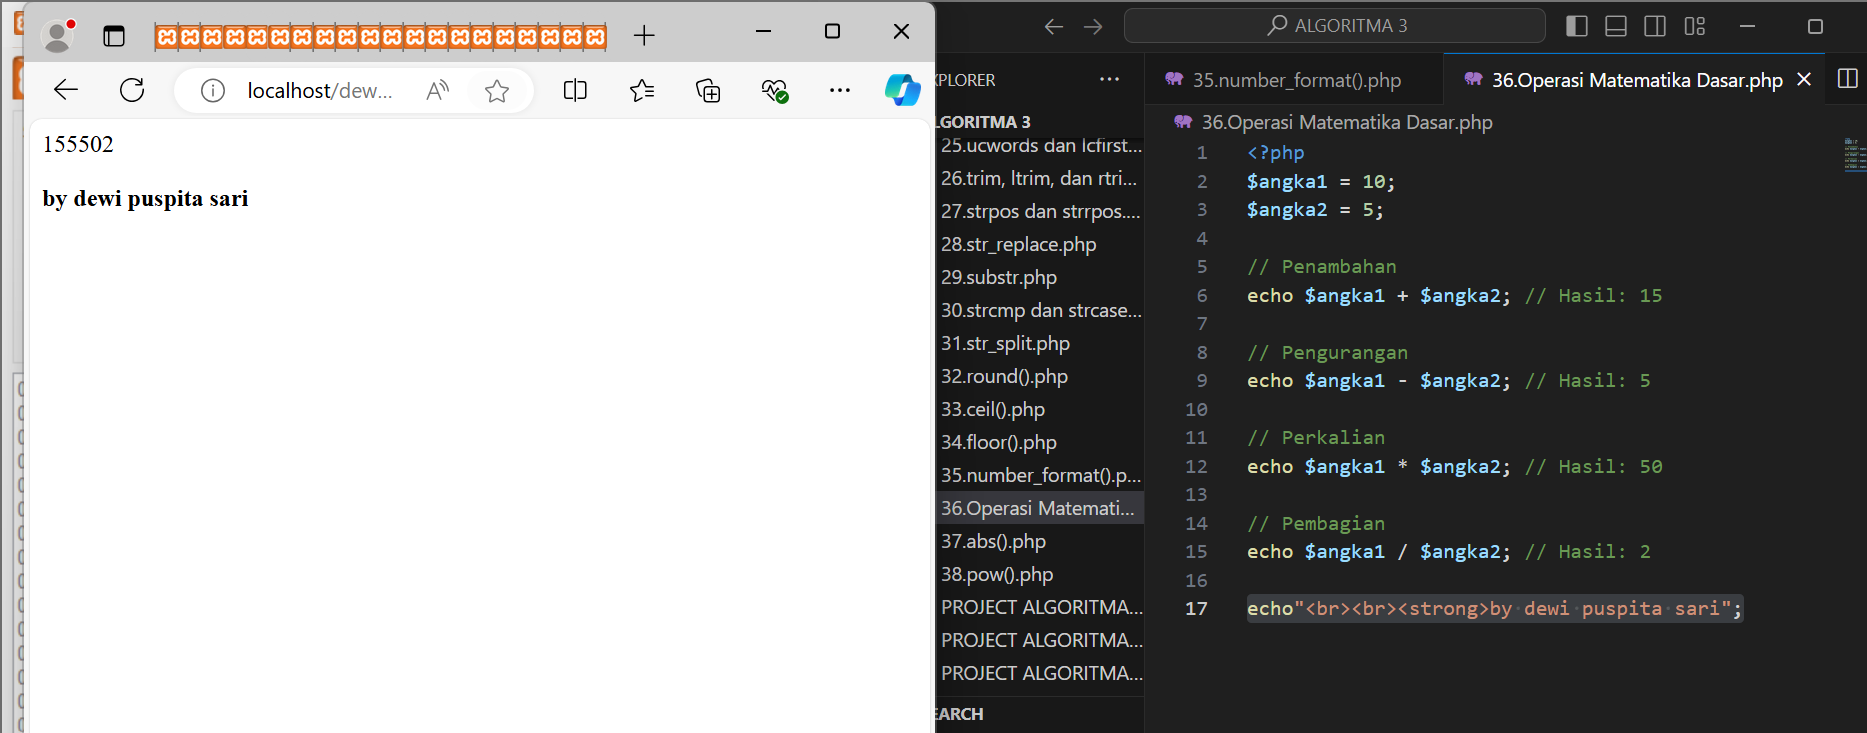 localhost/dew...
155502
by dewi puspita sari
ALGORITMA 3
XPLORER
LGORITMA 3
25.ucwords dan lcfirst...
26.trim, ltrim, dan rtri...
27.strpos dan strrpos....
28.str_replace.php
29.substr.php
30.strcmp dan strcase...
31.str_split.php
32.round().php
33.ceil().php
34.floor().php
35.number_format().p...
36.Operasi Matemati...
37.abs().php
38.pow().php
PROJECT ALGORITMA...
PROJECT ALGORITMA...
PROJECT ALGORITMA...
EARCH
35.number_format().php
36.Operasi Matematika Dasar.php
36.Operasi Matematika Dasar.php
1 <?php
2 $angka1 = 10;
3 $angka2 = 5;
4
5 // Penambahan
6 echo $angka1 + $angka2; // Hasil: 15
7
8 // Pengurangan
9 echo $angka1 - $angka2; // Hasil: 5
10
11 // Perkalian
12 echo $angka1 * $angka2; // Hasil: 50
13
14 // Pembagian
15 echo $angka1 / $angka2; // Hasil: 2
16
17 echo"<br><br><strong>by dewi puspita sari";